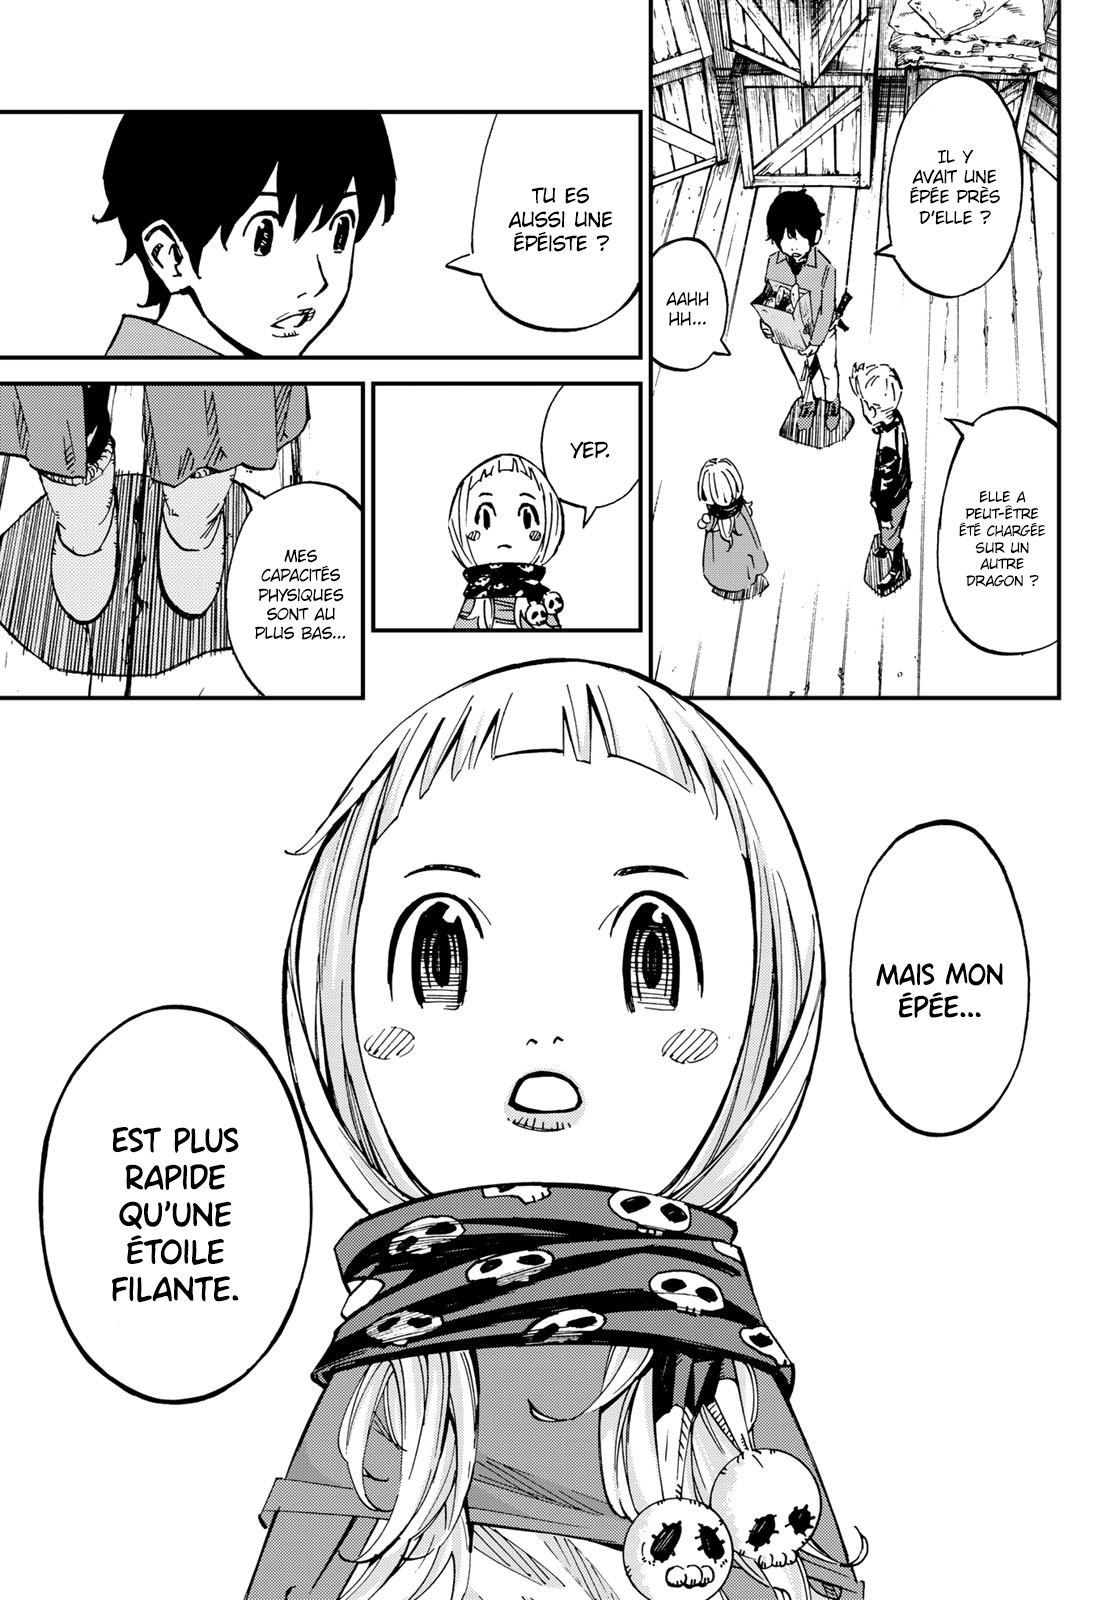 IL Y
AVAIT UNE
ÉPÉE PRÈS
D'ELLE ?
AAHH
HH...
ELLE A
PEUT-ÊTRE
ÉTÉ CHARGÉE
SUR UN
AUTRE
DRAGON ?
TU ES
AUSSI UNE
ÉPÉISTE ?
YEP.
MES
CAPACITÉS
PHYSIQUES
SONT AU
PLUS BAS...
MAIS MON
ÉPÉE...
EST PLUS
RAPIDE
QU'UNE
ÉTOILE
FILANTE.